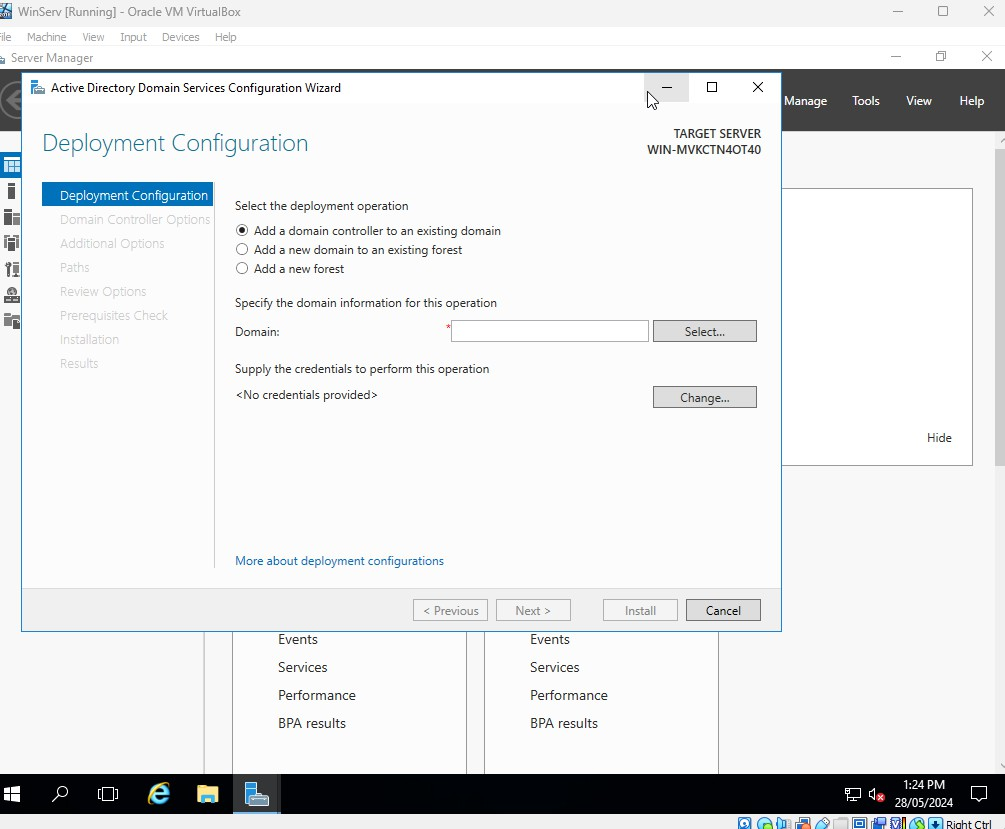 WinServ [Running] - Oracle VM VirtualBox
ile Machine View Input Devices Help
Server Manager
Active Directory Domain Services Configuration Wizard
Manage Tools View Help
Deployment Configuration
TARGET SERVER
WIN-MVKCTN4OT40
Deployment Configuration
Domain Controller Options
Additional Options
Paths
Review Options
Prerequisites Check
Installation
Results
Select the deployment operation
Add a domain controller to an existing domain
Add a new domain to an existing forest
Add a new forest
Specify the domain information for this operation
Domain: * Select...
Supply the credentials to perform this operation
<No credentials provided> Change...
Hide
More about deployment configurations
< Previous Next > Install Cancel
Events Events
Services Services
Performance Performance
BPA results BPA results
1:24 PM
28/05/2024
Right Ctrl